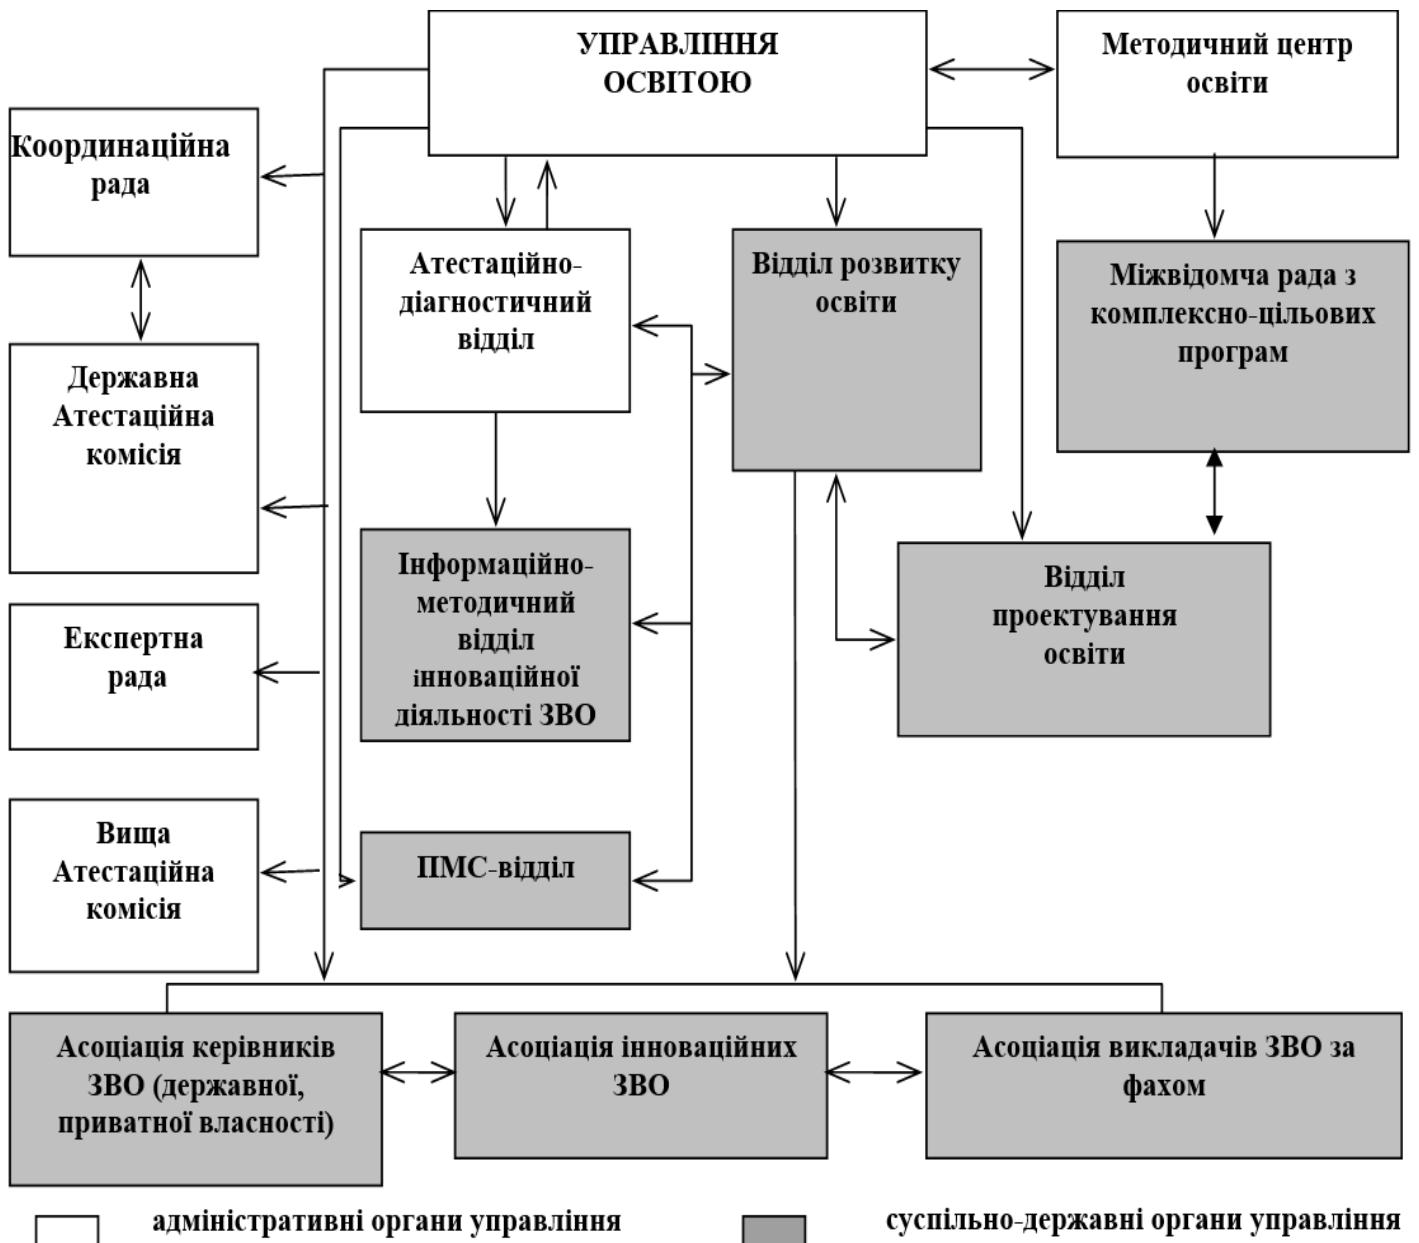 УПРАВЛІННЯ
ОСВІТОЮ
Методичний центр
освіти
Координаційна
рада
Атестаційно-
діагностичний
відділ
Відділ розвитку
освіти
Міжвідомча рада з
комплексно-цільових
програм
Державна
Атестаційна
комісія
Інформаційно-
методичний
відділ
інноваційної
діяльності ЗВО
Відділ
проектування
освіти
Експертна
рада
Вища
Атестаційна
комісія
ПМС-відділ
Асоціація керівників
ЗВО (державної,
приватної власності)
Асоціація інноваційних
ЗВО
Асоціація викладачів ЗВО за
фахом
адміністративні органи управління
суспільно-державні органи управління